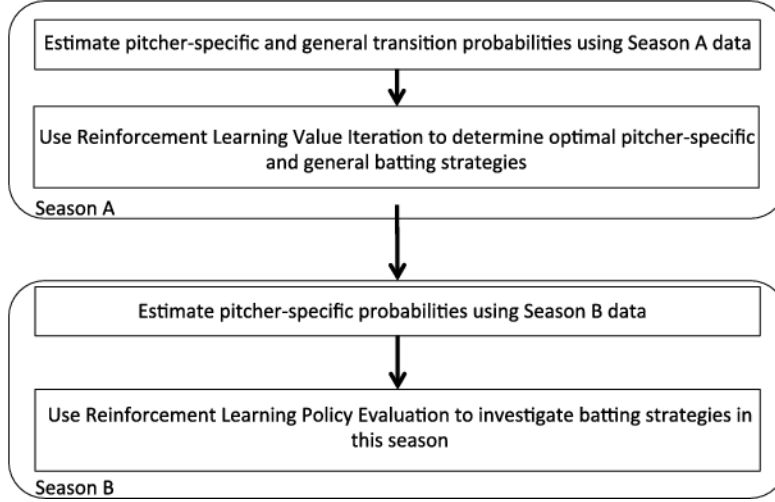 Estimate pitcher-specific and general transition probabilities using Season A data
Use Reinforcement Learning Value Iteration to determine optimal pitcher-specific
and general batting strategies
Season A
Estimate pitcher-specific probabilities using Season B data
Use Reinforcement Learning Policy Evaluation to investigate batting strategies in
this season
Season B